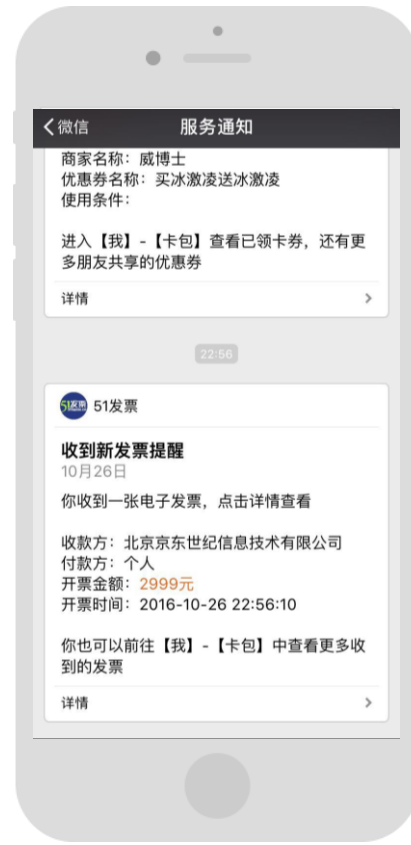 微信
服务通知
商家名称：威博士
优惠券名称：买冰激凌送冰激凌
使用条件：
进入【我】-【卡包】查看已领卡券，还有更
多朋友共享的优惠券
详情
22:56
51发票
51发票
收到新发票提醒
10月26日
你收到一张电子发票，点击详情查看
收款方：北京京东世纪信息技术有限公司
付款方：个人
开票金额：2999元
开票时间：2016-10-26 22:56:10
你也可以前往【我】-【卡包】中查看更多收
到的发票
详情